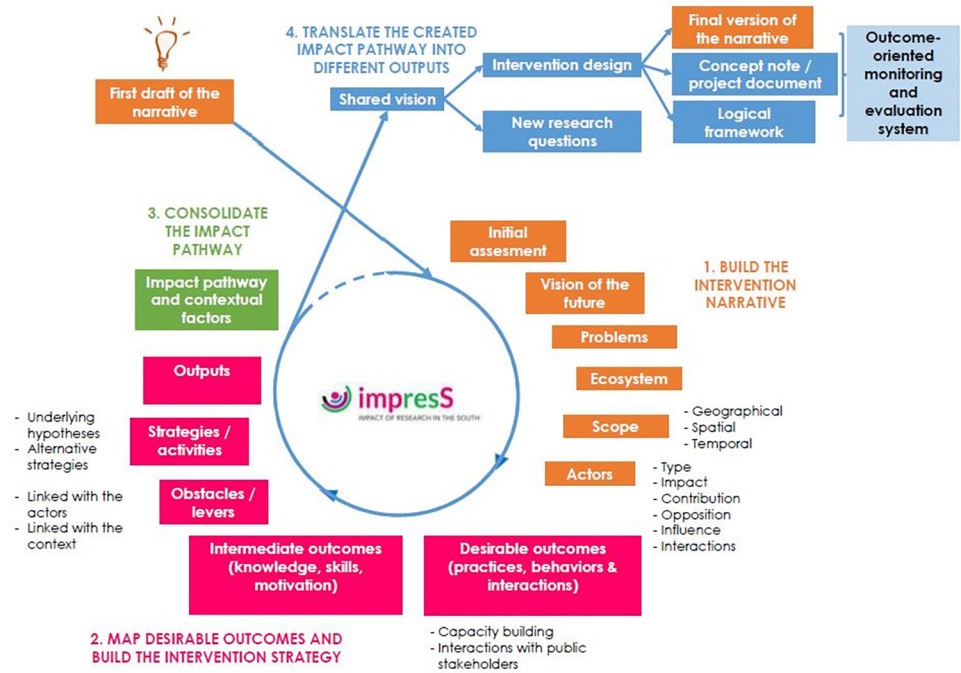 First draft of the
narrative
4. TRANSLATE THE CREATED
IMPACT PATHWAY INTO
DIFFERENT OUTPUTS
Shared vision
Intervention design
New research
questions
Final version of
the narrative
Concept note /
project document
Logical
framework
Outcome-
oriented
monitoring
and
evaluation
system
1. BUILD THE
INTERVENTION
NARRATIVE
Initial
assesment
Vision of the
future
Problems
Ecosystem
Scope
- Geographical
- Spatial
- Temporal
Actors
- Type
- Impact
- Contribution
- Opposition
- Influence
- Interactions
Desirable outcomes
(practices, behaviors &
interactions)
- Capacity building
- Interactions with public
stakeholders
2. MAP DESIRABLE OUTCOMES AND
BUILD THE INTERVENTION STRATEGY
Intermediate outcomes
(knowledge, skills,
motivation)
Obstacles /
levers
- Linked with the
actors
- Linked with the
context
Strategies /
activities
- Underlying
hypotheses
- Alternative
strategies
Outputs
3. CONSOLIDATE
THE IMPACT
PATHWAY
Impact pathway
and contextual
factors
impresS
IMPACT OF RESEARCH IN THE SOUTH